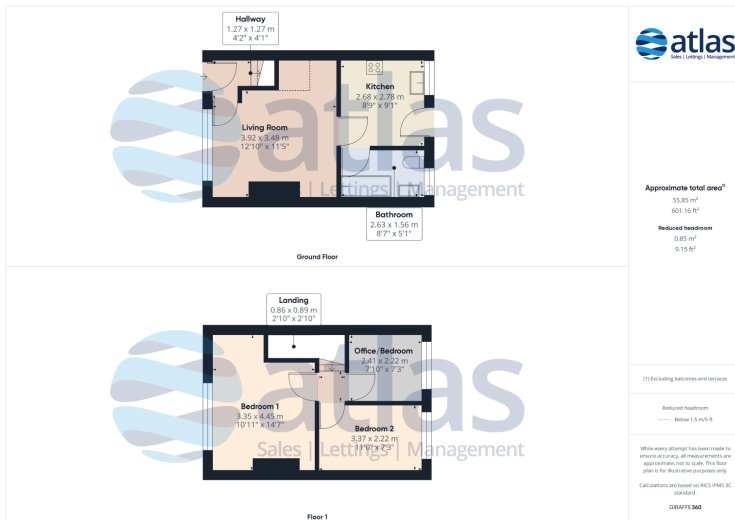 Hallway
1.27 x 1.27 m
4'2" x 4'1"
Kitchen
2.68 x 2.78 m
8'9" x 9'1"
Living Room
3.92 x 3.48 m
12'10" x 11'5"
Bathroom
2.63 x 1.56 m
8'7" x 5'1"
Ground Floor
atlas
Lettings | Management
Landing
0.86 x 0.89 m
2'10" x 2'10"
Office/Bedroom
2.41 x 2.22 m
7'10" x 7'3"
Bedroom 1
3.35 x 4.45 m
10'11" x 14'7"
Bedroom 2
3.37 x 2.22 m
11'0" x 7'3"
Floor 1
atlas
Sales | Lettings | Management
atlas
Sales | Lettings | Management
Approximate total area(1)
55.85 m²
601.16 ft²
Reduced headroom
0.85 m²
9.15 ft²
(1) Excluding balconies and terraces
Reduced headroom
Below 1.5 m/5 ft
While every attempt has been made to
ensure accuracy, all measurements are
approximate, not to scale. This floor
plan is for illustrative purposes only.
Calculations are based on RICS IPMS 3C
standard.
GIRAFFE360